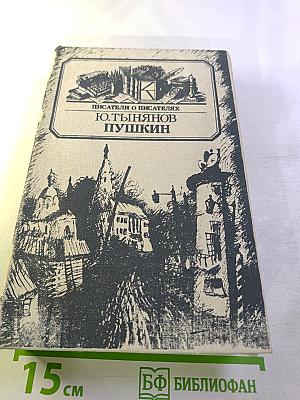 ПИСАТЕЛИ О ПИСАТЕЛЯХ
Ю.ТЫНЯНОВ
ПУШКИН
15 см
БФ БИБЛИОФАН